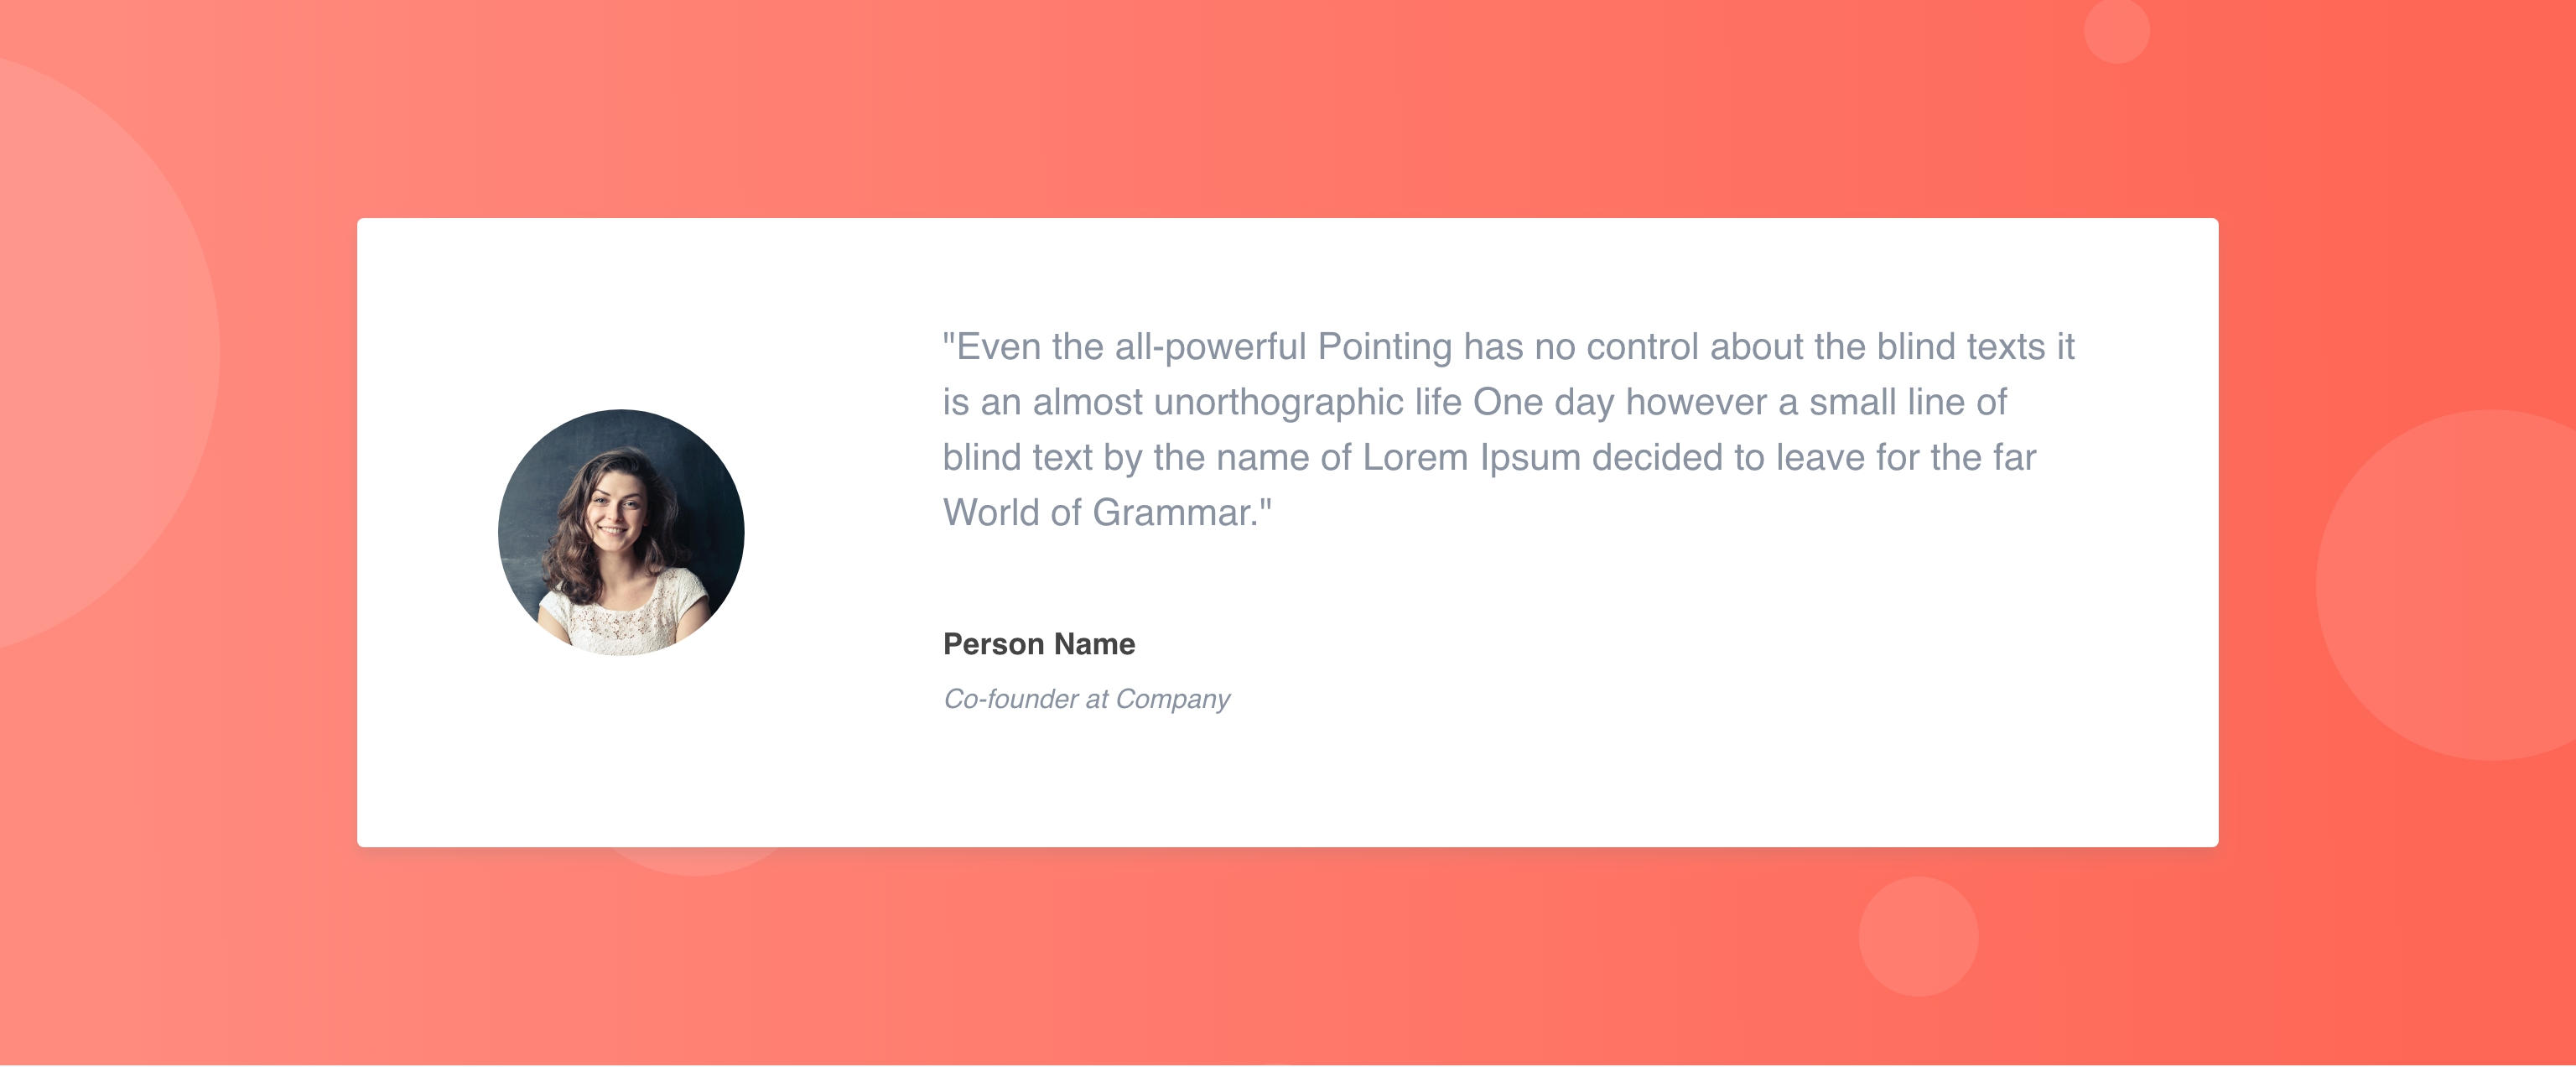 "Even the all-powerful Pointing has no control about the blind texts it
is an almost unorthographic life One day however a small line of
blind text by the name of Lorem Ipsum decided to leave for the far
World of Grammar."
Person Name
Co-founder at Company